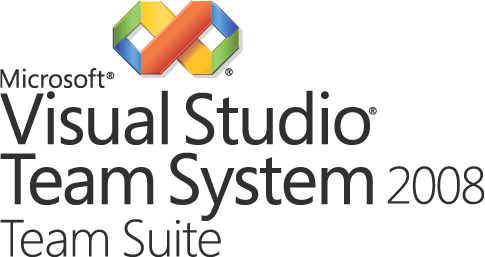 Microsoft®
®
Visual Studio®
Team System 2008
Team Suite